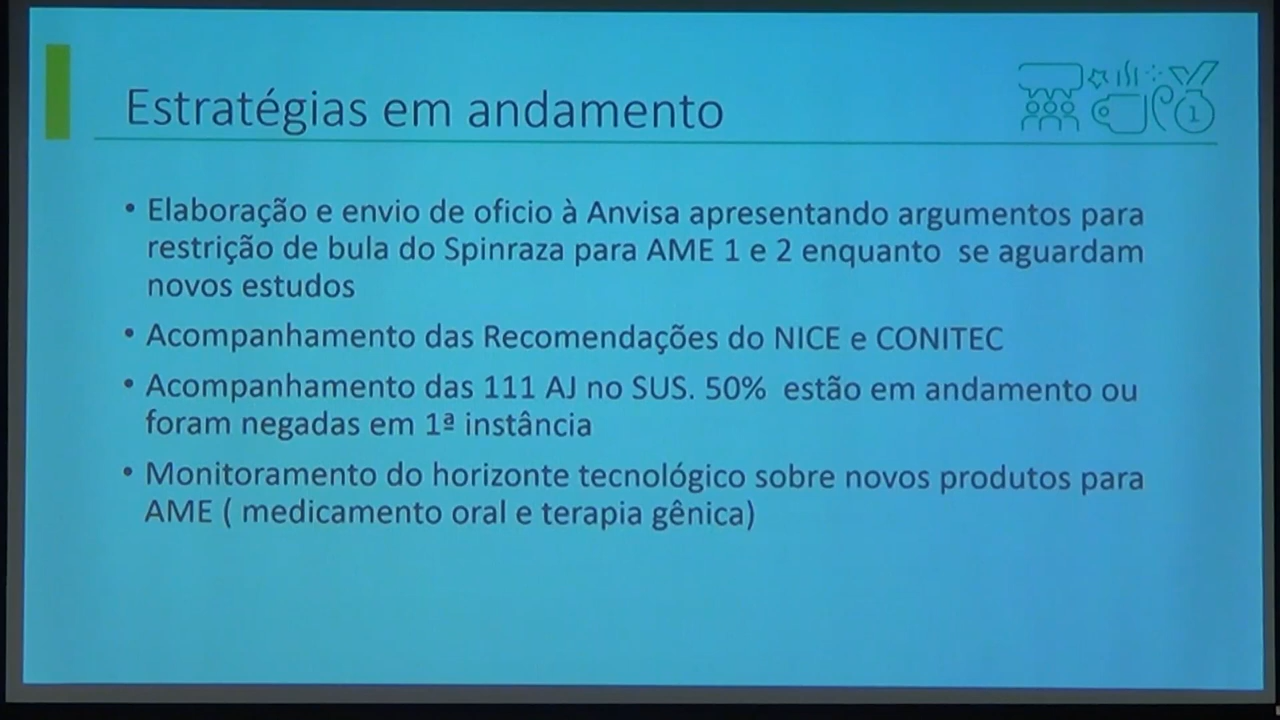 Estratégias em andamento
1
• Elaboração e envio de oficio à Anvisa apresentando argumentos para
restrição de bula do Spinraza para AME 1 e 2 enquanto se aguardam
novos estudos
• Acompanhamento das Recomendações do NICE e CONITEC
• Acompanhamento das 111 AJ no SUS. 50% estão em andamento ou
foram negadas em 1ª instância
• Monitoramento do horizonte tecnológico sobre novos produtos para
AME ( medicamento oral e terapia gênica)